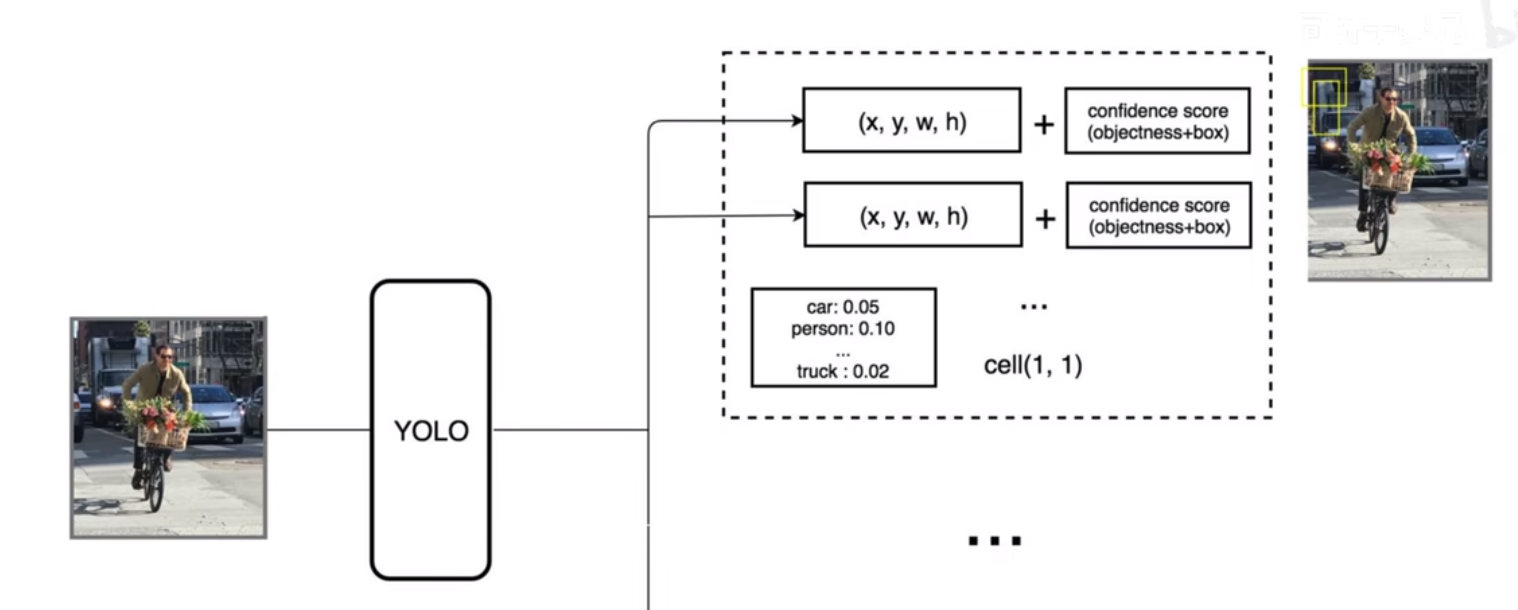 (x, y, w, h)
+
confidence score
(objectness+box)
(x, y, w, h)
+
confidence score
(objectness+box)
car: 0.05
person: 0.10
...
truck : 0.02
...
cell(1, 1)
YOLO
...